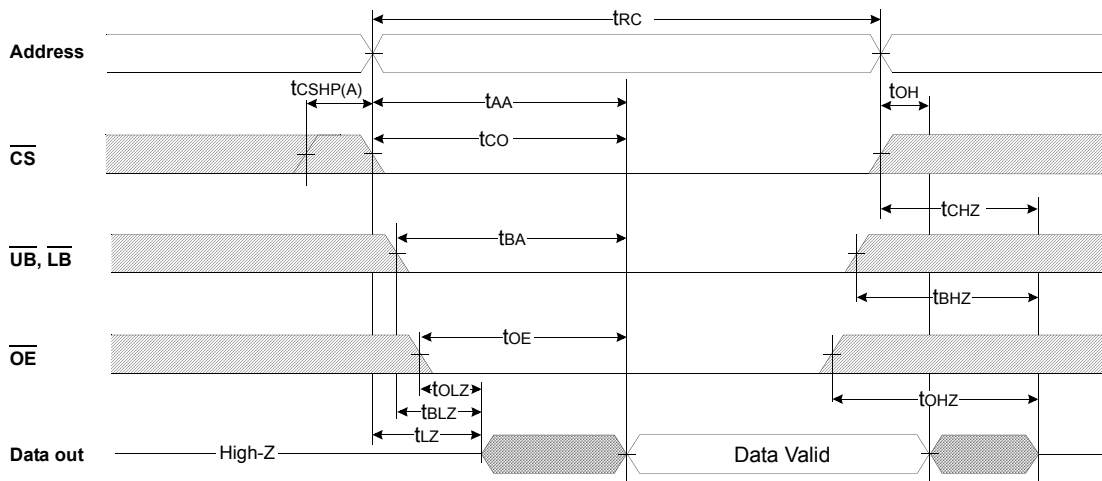 tRC
Address
tCSHP(A)
tAA
tOH
tCO
CS
tCHZ
tBA
UB, LB
tBHZ
tOE
OE
tOLZ
tOHZ
tBLZ
tLZ
Data out
High-Z
Data Valid